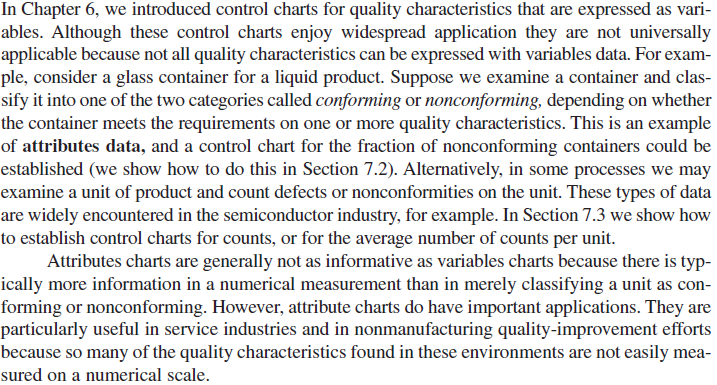 In Chapter 6, we introduced control charts for quality characteristics that are expressed as vari-
ables. Although these control charts enjoy widespread application they are not universally
applicable because not all quality characteristics can be expressed with variables data. For exam-
ple, consider a glass container for a liquid product. Suppose we examine a container and clas-
sify it into one of the two categories called conforming or nonconforming, depending on whether
the container meets the requirements on one or more quality characteristics. This is an example
of attributes data, and a control chart for the fraction of nonconforming containers could be
established (we show how to do this in Section 7.2). Alternatively, in some processes we may
examine a unit of product and count defects or nonconformities on the unit. These types of data
are widely encountered in the semiconductor industry, for example. In Section 7.3 we show how
to establish control charts for counts, or for the average number of counts per unit.
Attributes charts are generally not as informative as variables charts because there is typ-
ically more information in a numerical measurement than in merely classifying a unit as con-
forming or nonconforming. However, attribute charts do have important applications. They are
particularly useful in service industries and in nonmanufacturing quality-improvement efforts
because so many of the quality characteristics found in these environments are not easily mea-
sured on a numerical scale.